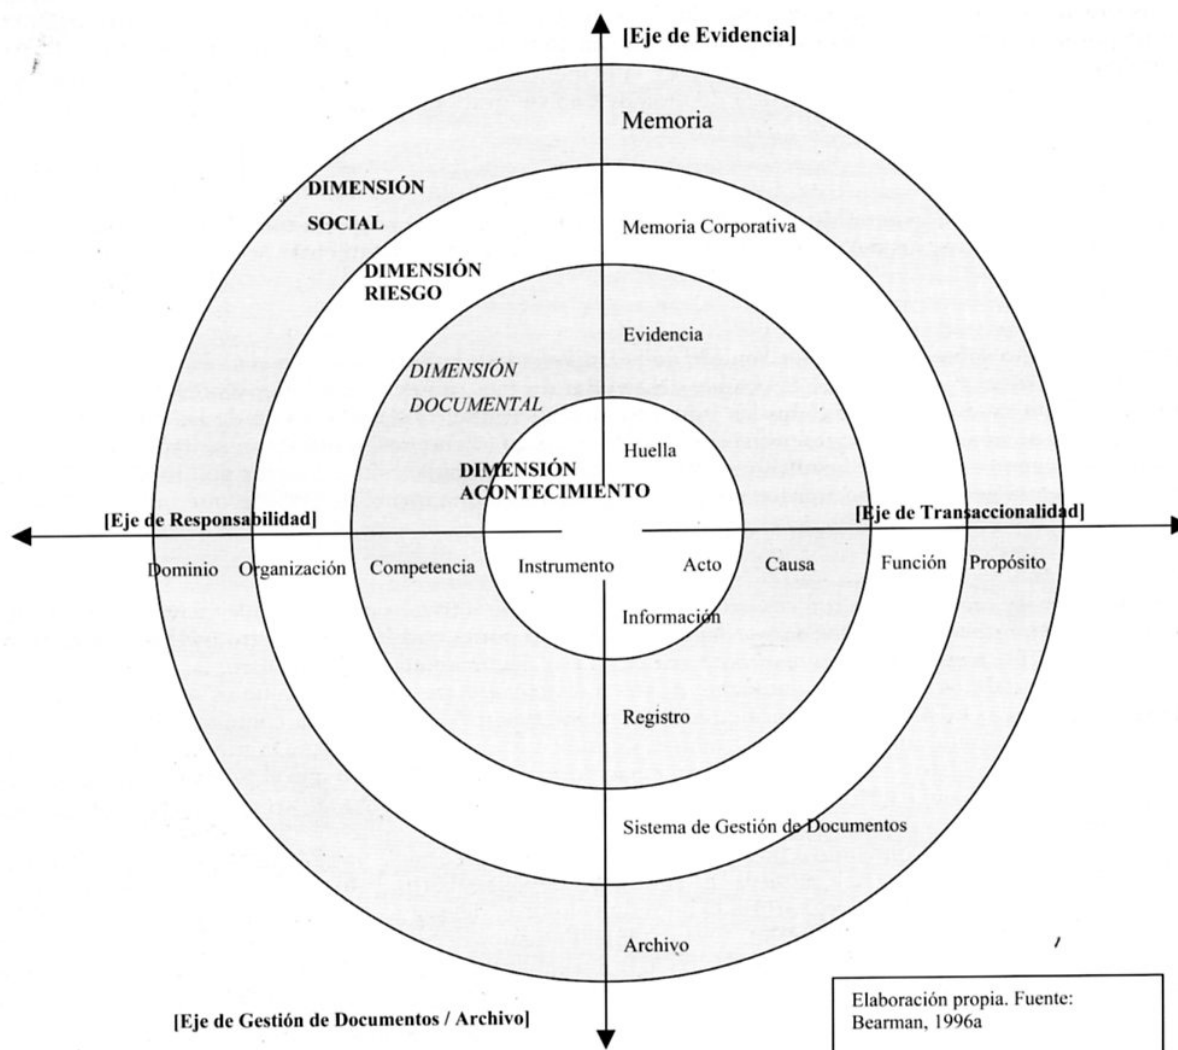 [Eje de Evidencia]
Memoria
DIMENSIÓN
SOCIAL
Memoria Corporativa
DIMENSIÓN
RIESGO
Evidencia
DIMENSIÓN
DOCUMENTAL
Huella
DIMENSIÓN
ACONTECIMIENTO
[Eje de Responsabilidad]
[Eje de Transaccionalidad]
Dominio Organización Competencia Instrumento Acto Causa Función Propósito
Información
Registro
Sistema de Gestión de Documentos
Archivo
[Eje de Gestión de Documentos / Archivo]
Elaboración propia. Fuente:
Bearman, 1996a